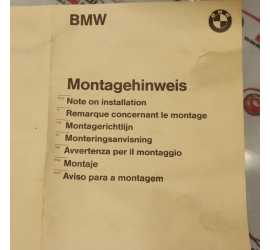 BMW
Montagehinweis
Note on installation
Remarque concernant le montage
Montagerichtlijn
Monteringsanvisning
Avvertenza per il montaggio
Montaje
Aviso para a montagem